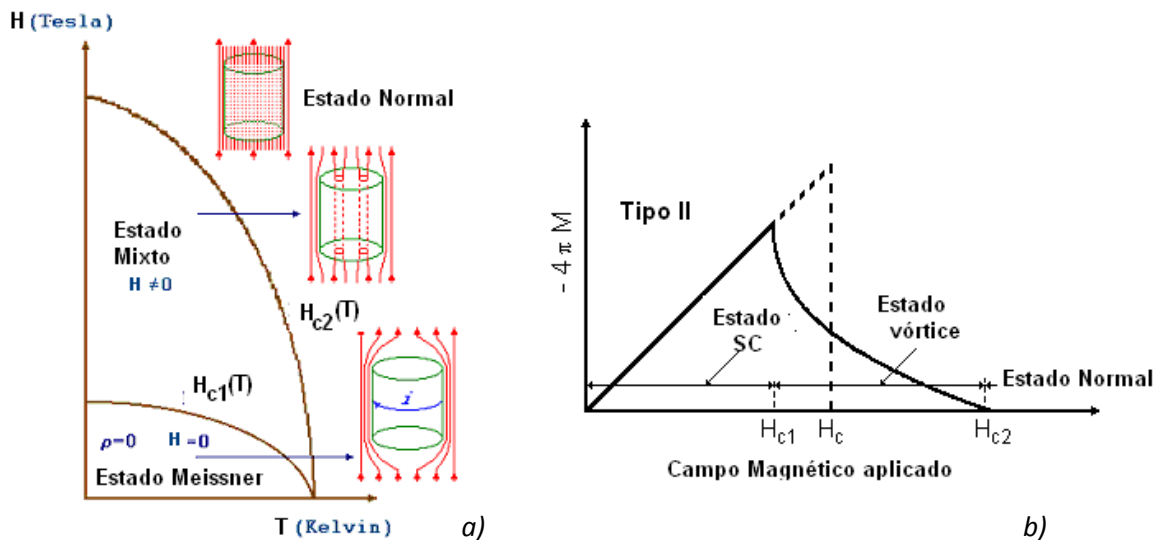 H (Tesla)
Estado Normal
Estado
Mixto
H ≠0
Hc2(T)
Hc1(T)
i
ρ=0 H =0
Estado Meissner
T (Kelvin)
a)
- 4 π M
Tipo II
Estado
SC
Estado
vórtice
Estado Normal
Hc1
Hc
Hc2
Campo Magnético aplicado
b)